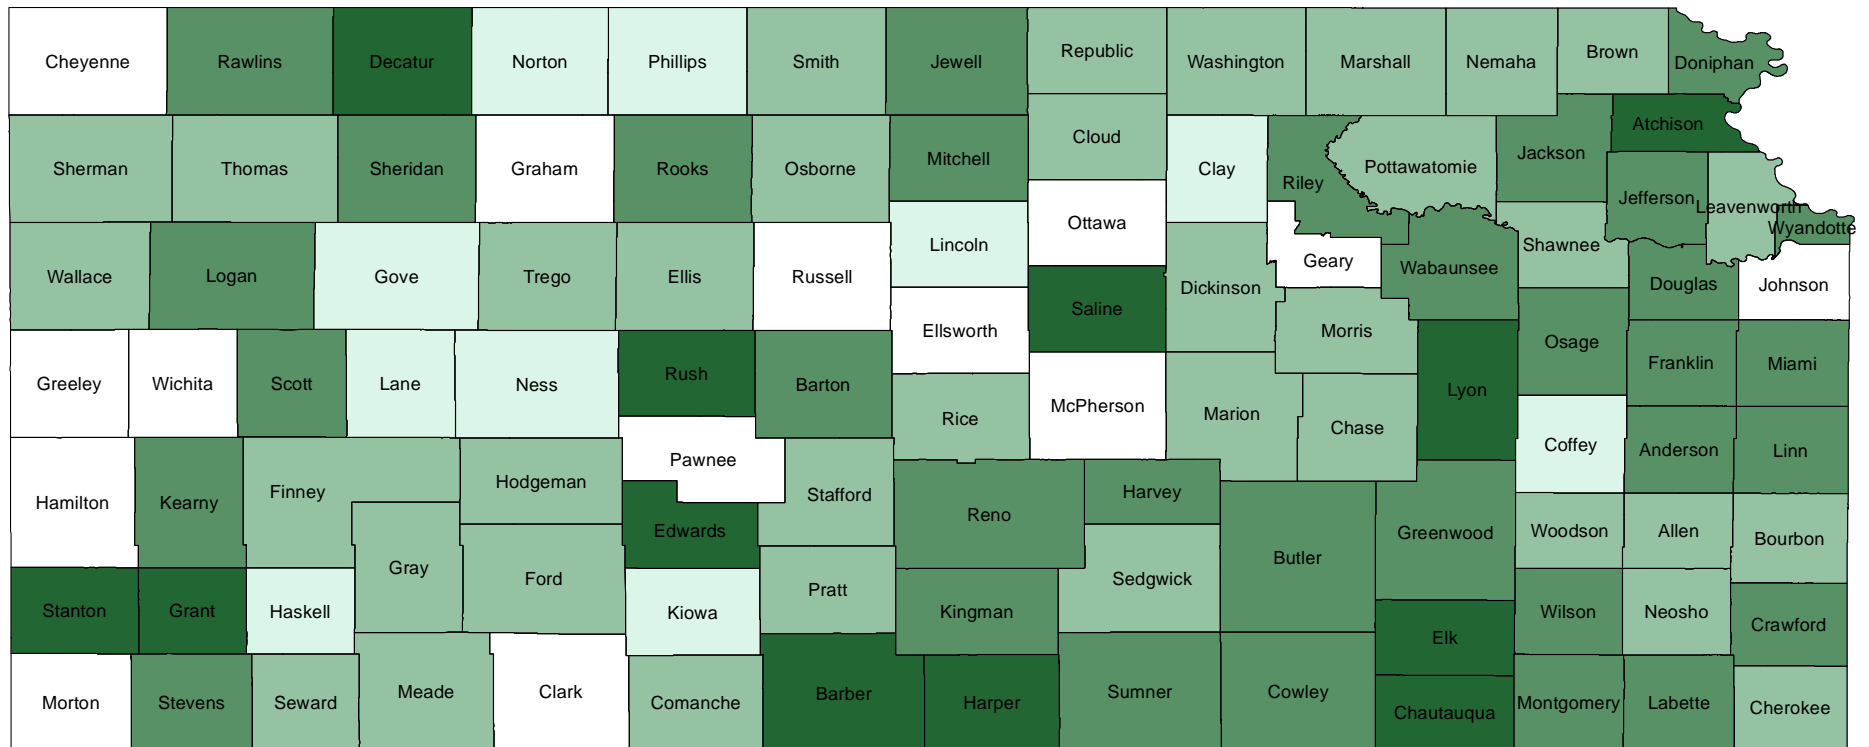 Cheyenne
Rawlins
Decatur
Norton
Phillips
Smith
Jewell
Republic
Washington
Marshall
Nemaha
Brown
Doniphan
Sherman
Thomas
Sheridan
Graham
Rooks
Osborne
Mitchell
Cloud
Clay
Riley
Pottawatomie
Jackson
Atchison
Jefferson
Leavenworth
Wyandotte
Wallace
Logan
Gove
Trego
Ellis
Russell
Lincoln
Ottawa
Saline
Dickinson
Geary
Wabaunsee
Shawnee
Douglas
Johnson
Ellsworth
Morris
Osage
Franklin
Miami
Greeley
Wichita
Scott
Lane
Ness
Rush
Barton
Rice
McPherson
Marion
Chase
Lyon
Coffey
Anderson
Linn
Hamilton
Kearny
Finney
Hodgeman
Pawnee
Stafford
Edwards
Gray
Ford
Reno
Harvey
Sedgwick
Butler
Greenwood
Woodson
Allen
Bourbon
Stanton
Grant
Haskell
Kiowa
Pratt
Kingman
Elk
Wilson
Neosho
Crawford
Morton
Stevens
Seward
Meade
Clark
Comanche
Barber
Harper
Sumner
Cowley
Chautauqua
Montgomery
Labette
Cherokee